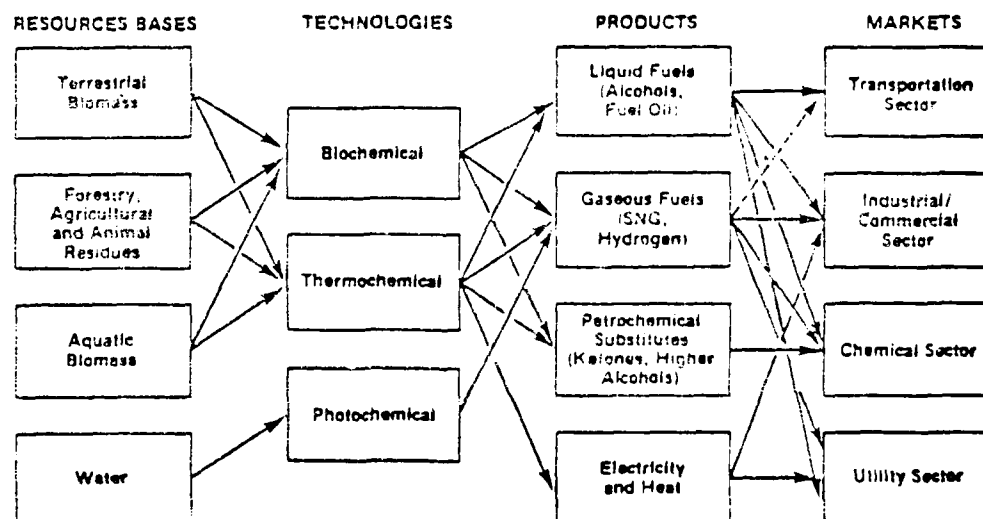 RESOURCES BASES
TECHNOLOGIES
PRODUCTS
MARKETS
Terrestrial
Biomass
Forestry,
Agricultural
and Animal
Residues
Aquatic
Biomass
Water
Biochemical
Thermochemical
Photochemical
Liquid Fuels
(Alcohols,
Fuel Oil)
Gaseous Fuels
(SNG,
Hydrogen)
Petrochemical
Substitutes
(Ketones, Higher
Alcohols)
Electricity
and Heat
Transportation
Sector
Industrial/
Commercial
Sector
Chemical Sector
Utility Sector